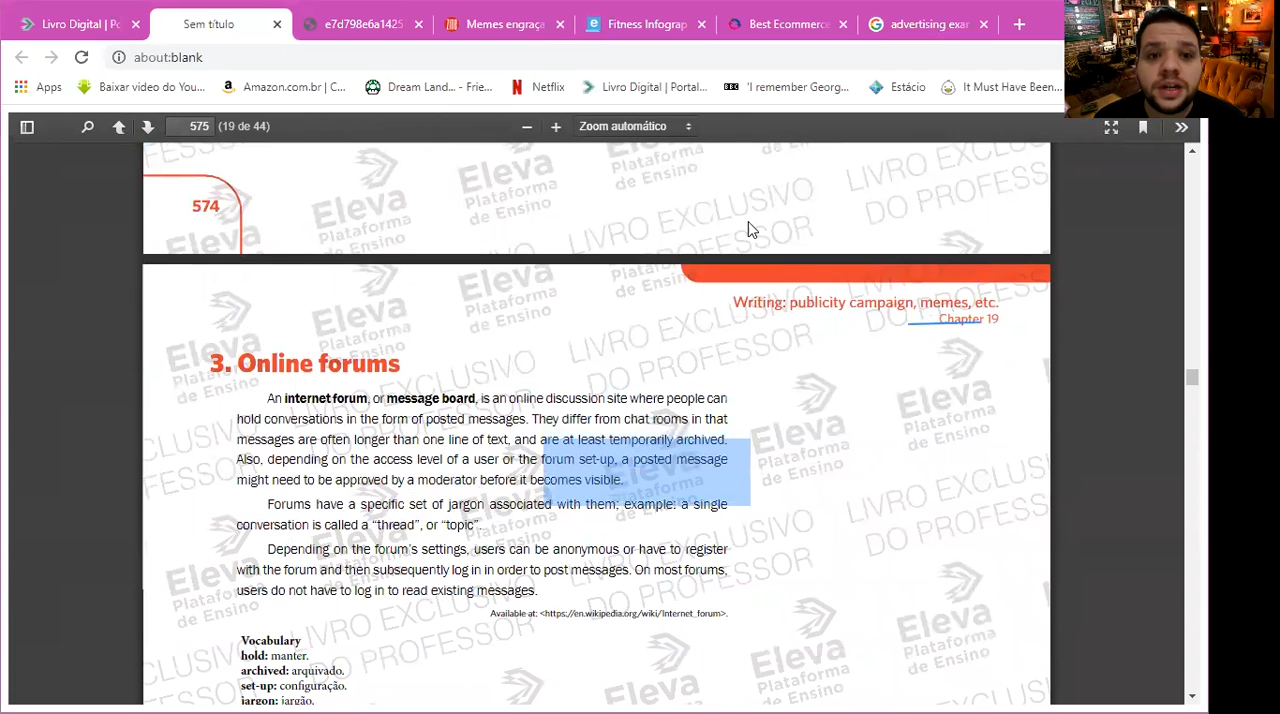 Livro Digital | Po
Sem título
e7d798e6a1425
Memes engraça
Fitness Infograp
Best Ecommerce
advertising exar
about:blank
Apps
Baixar video do You...
Amazon.com.br | C...
Dream Land... - Frie...
Netflix
Livro Digital | Portal...
BBC
'I remember Georg...
Estácio
It Must Have Been...
575 (19 de 44)
Zoom automático
574
Eleva
Plataforma
de Ensino
LIVRO EXCLUSIVO
DO PROFESSOR
Writing: publicity campaign, memes, etc.
Chapter 19
3. Online forums
An internet forum, or message board, is an online discussion site where people can
hold conversations in the form of posted messages. They differ from chat rooms in that
messages are often longer than one line of text, and are at least temporarily archived.
Also, depending on the access level of a user or the forum set-up, a posted message
might need to be approved by a moderator before it becomes visible.
Forums have a specific set of jargon associated with them; example: a single
conversation is called a “thread”, or “topic”.
Depending on the forum’s settings, users can be anonymous or have to register
with the forum and then subsequently log in in order to post messages. On most forums,
users do not have to log in to read existing messages.
Available at: <https://en.wikipedia.org/wiki/Internet_forum>.
Vocabulary
hold: manter.
archived: arquivado.
set-up: configuração.
jargon: jargão.